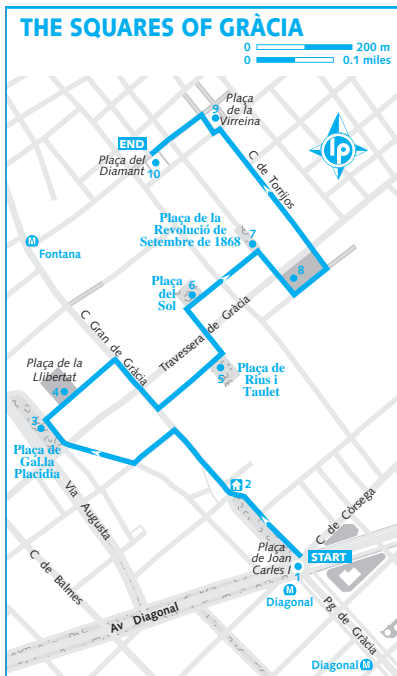 THE SQUARES OF GRÀCIA
0 200 m
0 0.1 miles
9
Plaça
de la
Virreina
lp
END
Plaça del
Diamant
10
C de Torrijos
Plaça de la
Revolució de
Setembre de 1868
7
M
Fontana
8
6
Plaça
del
Sol
C Gran de Gràcia
Travessera de Gràcia
Plaça de la
Llibertat
4
5
Plaça de
Rius i
Taulet
3
Plaça de
Gal.la
Placídia
Via Augusta
2
C de Còrsega
Plaça
de Joan
Carles I
START
1
C de Balmes
M
Diagonal
Av Diagonal
Pg de Gràcia
Diagonal M